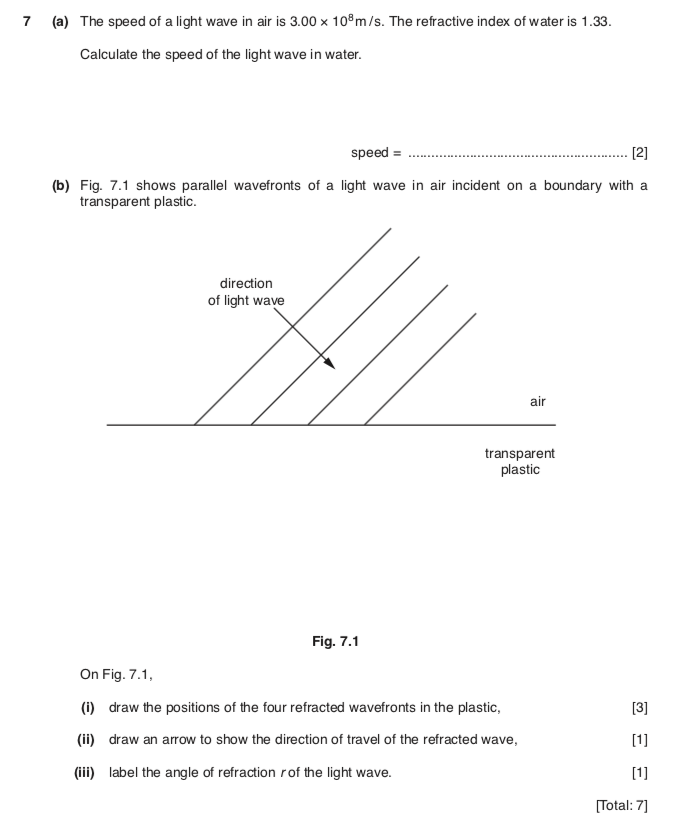 7 (a) The speed of a light wave in air is 3.00 × 10⁸ m / s. The refractive index of water is 1.33.
Calculate the speed of the light wave in water.
speed = ......................................................... [2]
(b) Fig. 7.1 shows parallel wavefronts of a light wave in air incident on a boundary with a
transparent plastic.
direction
of light wave
air
transparent
plastic
Fig. 7.1
On Fig. 7.1,
(i) draw the positions of the four refracted wavefronts in the plastic, [3]
(ii) draw an arrow to show the direction of travel of the refracted wave, [1]
(iii) label the angle of refraction r of the light wave. [1]
[Total: 7]